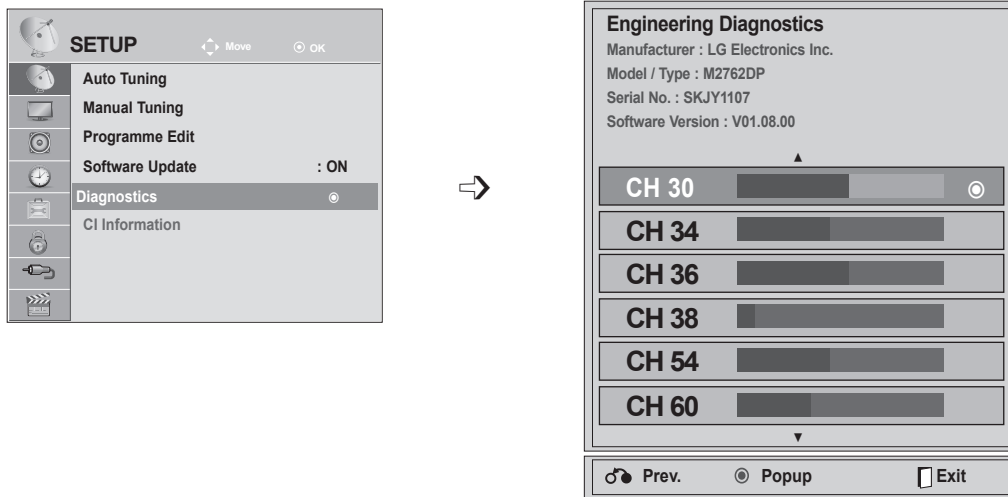 SETUP Move OK
Auto Tuning
Manual Tuning
Programme Edit
Software Update : ON
Diagnostics
CI Information
Engineering Diagnostics
Manufacturer : LG Electronics Inc.
Model / Type : M2762DP
Serial No. : SKJY1107
Software Version : V01.08.00
CH 30
CH 34
CH 36
CH 38
CH 54
CH 60
Prev. Popup Exit